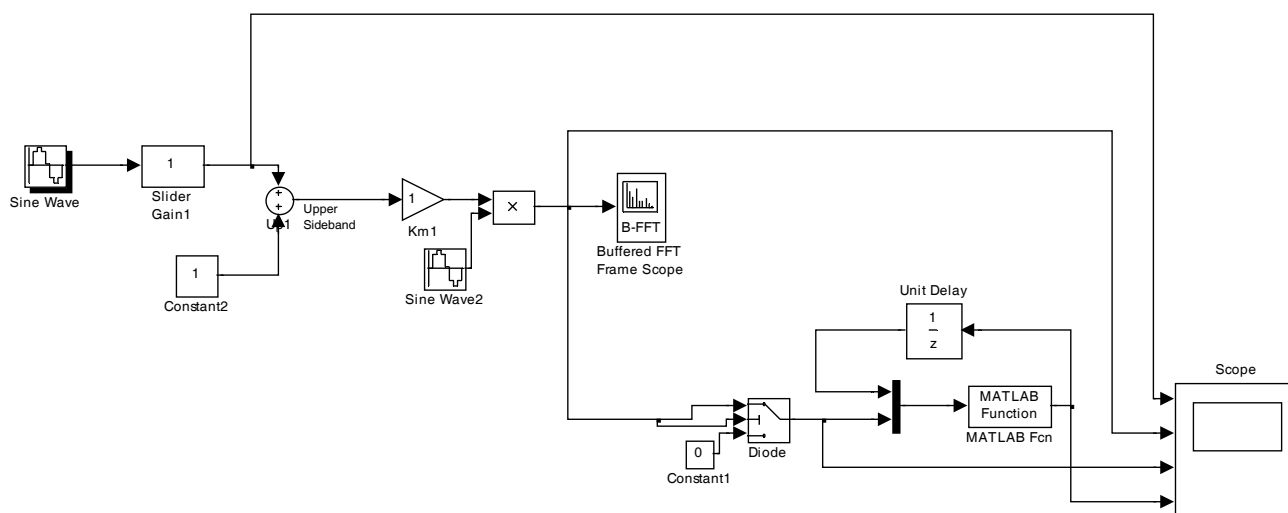 1
Sine Wave
Slider
Gain1
+
+
Upper
Sideband
1
Constant2
1
Km1
×
Sine Wave2
B-FFT
Buffered FFT
Frame Scope
Unit Delay
1
z
Scope
MATLAB
Function
MATLAB Fcn
0
Constant1
Diode